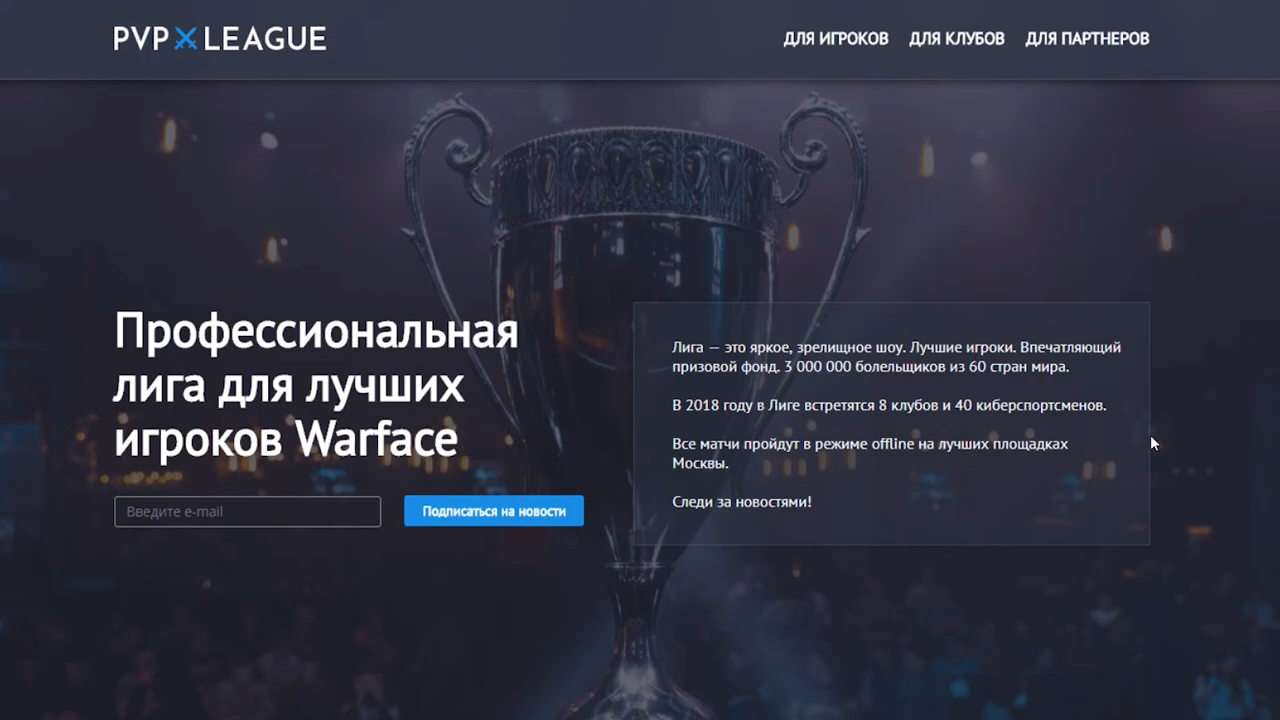 PVP LEAGUE
ДЛЯ ИГРОКОВ ДЛЯ КЛУБОВ ДЛЯ ПАРТНЕРОВ
Профессиональная
лига для лучших
игроков Warface
Введите e-mail
Подписаться на новости
Лига — это яркое, зрелищное шоу. Лучшие игроки. Впечатляющий
призовой фонд. 3 000 000 болельщиков из 60 стран мира.
В 2018 году в Лиге встретятся 8 клубов и 40 киберспортсменов.
Все матчи пройдут в режиме offline на лучших площадках
Москвы.
Следи за новостями!